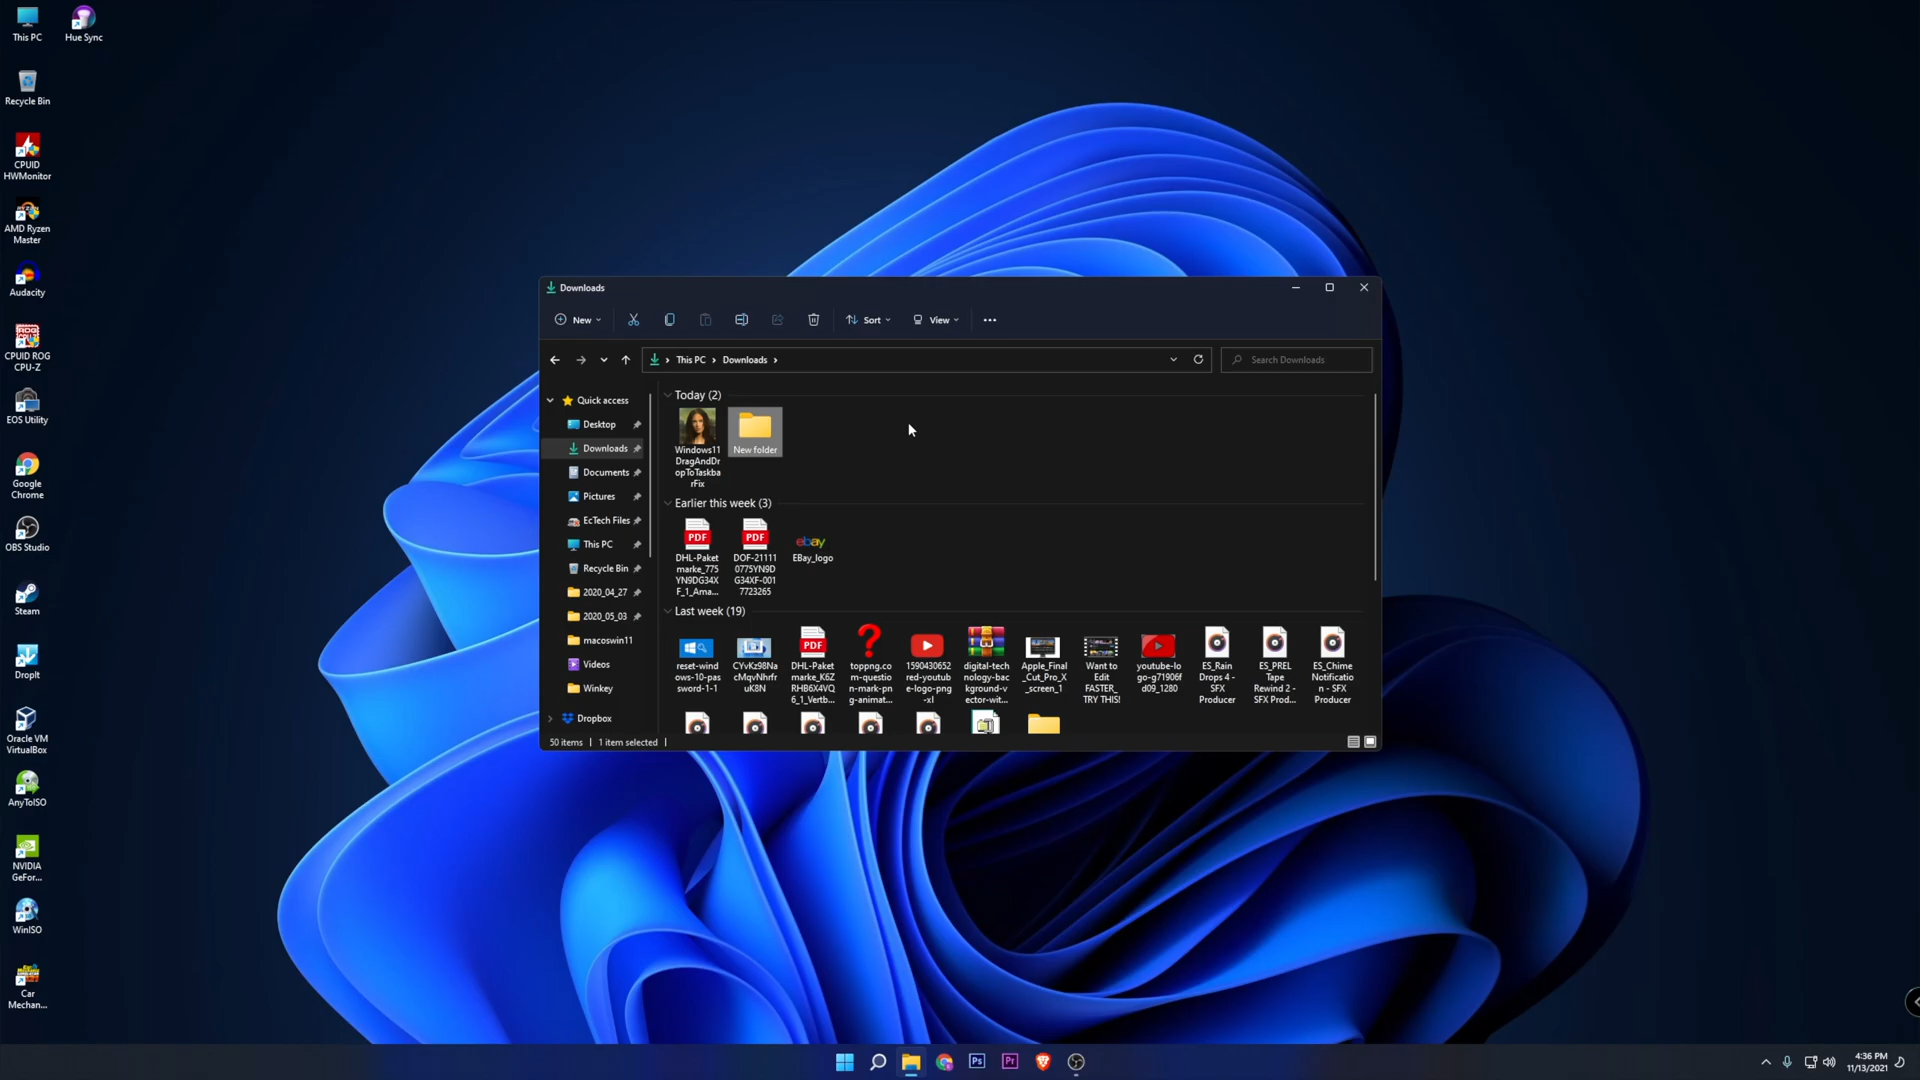 This PC
Hue Sync
Recycle Bin
CPUID
HWMonitor
AMD Ryzen
Master
Audacity
CPUID ROG
CPU-Z
EOS Utility
Google
Chrome
OBS Studio
Steam
DropIt
Oracle VM
VirtualBox
AnyToISO
NVIDIA
GeFor...
WinISO
Car
Mechan...
Downloads
New
Sort
View
This PC
Downloads
Search Downloads
Quick access
Desktop
Downloads
Documents
Pictures
EcTech Files
This PC
Recycle Bin
2020_04_27
2020_05_03
macoswin11
Videos
Winkey
Dropbox
Today (2)
Windows11
DragAndDr
opToTaskba
rFix
New folder
Earlier this week (3)
PDF
DHL-Paket
marke_775
YN9DG34X
F_1_Ama...
PDF
DOF-21111
0775YN9D
G34XF-001
7723265
ebay
EBay_logo
Last week (19)
reset-wind
ows-10-pas
sword-1-1
CYvKz98Na
cMqvNhrfr
uK8N
PDF
DHL-Paket
marke_K6Z
RHB6X4VQ
6_1_Vertb...
?
toppng.co
m-questio
n-mark-pn
g-animat...
1590430652
red-youtub
e-logo-png
-xl
digital-tech
nology-bac
kground-v
ector-wit...
Apple_Final
_Cut_Pro_X
_screen_1
Want to
Edit
FASTER_
TRY THIS!
youtube-lo
go-g71906f
d09_1280
ES_Rain
Drops 4 -
SFX
Producer
ES_PREL
Tape
Rewind 2 -
SFX Prod...
ES_Chime
Notificatio
n - SFX
Producer
50 items
1 item selected
Ps
Pr
4:36 PM
11/13/2021